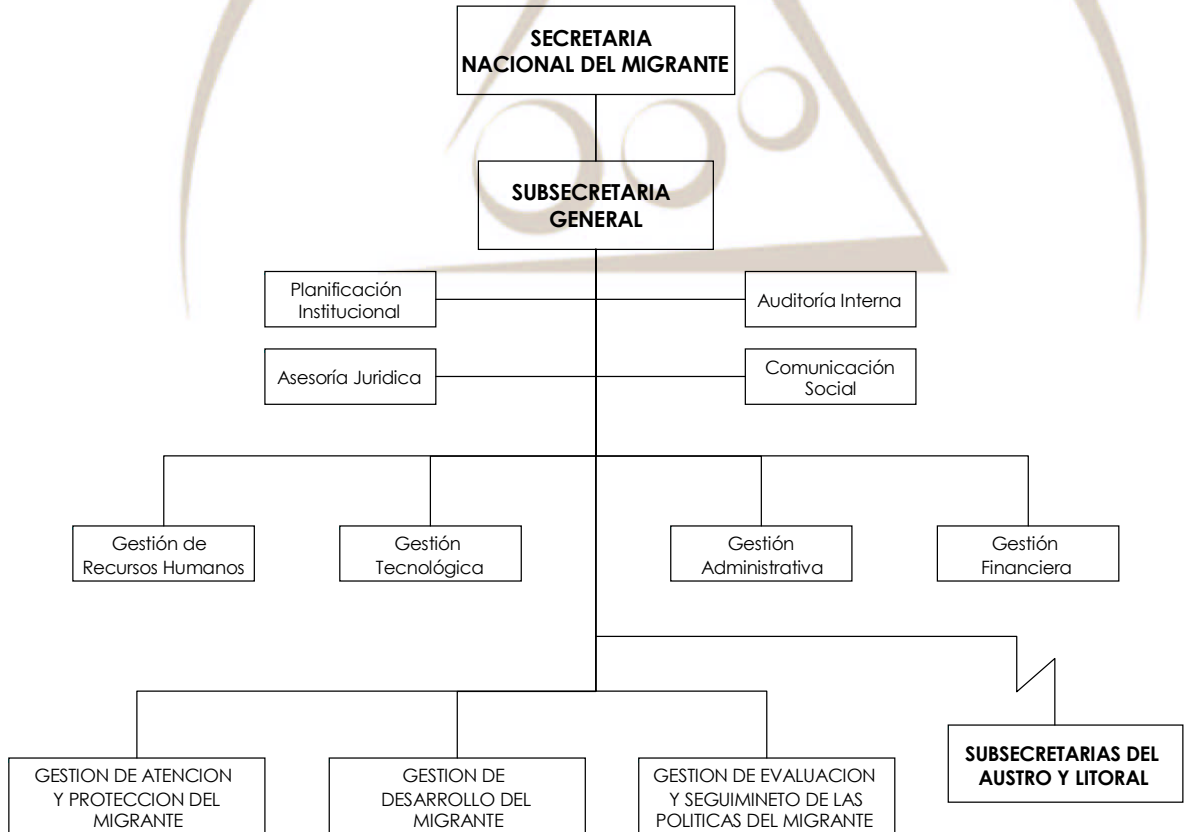 SECRETARIA
NACIONAL DEL MIGRANTE
SUBSECRETARIA
GENERAL
Planificación
Institucional
Auditoría Interna
Asesoría Juridica
Comunicación
Social
Gestión de
Recursos Humanos
Gestión
Tecnológica
Gestión
Administrativa
Gestión
Financiera
GESTION DE ATENCION
Y PROTECCION DEL
MIGRANTE
GESTION DE
DESARROLLO DEL
MIGRANTE
GESTION DE EVALUACION
Y SEGUIMINETO DE LAS
POLITICAS DEL MIGRANTE
SUBSECRETARIAS DEL
AUSTRO Y LITORAL